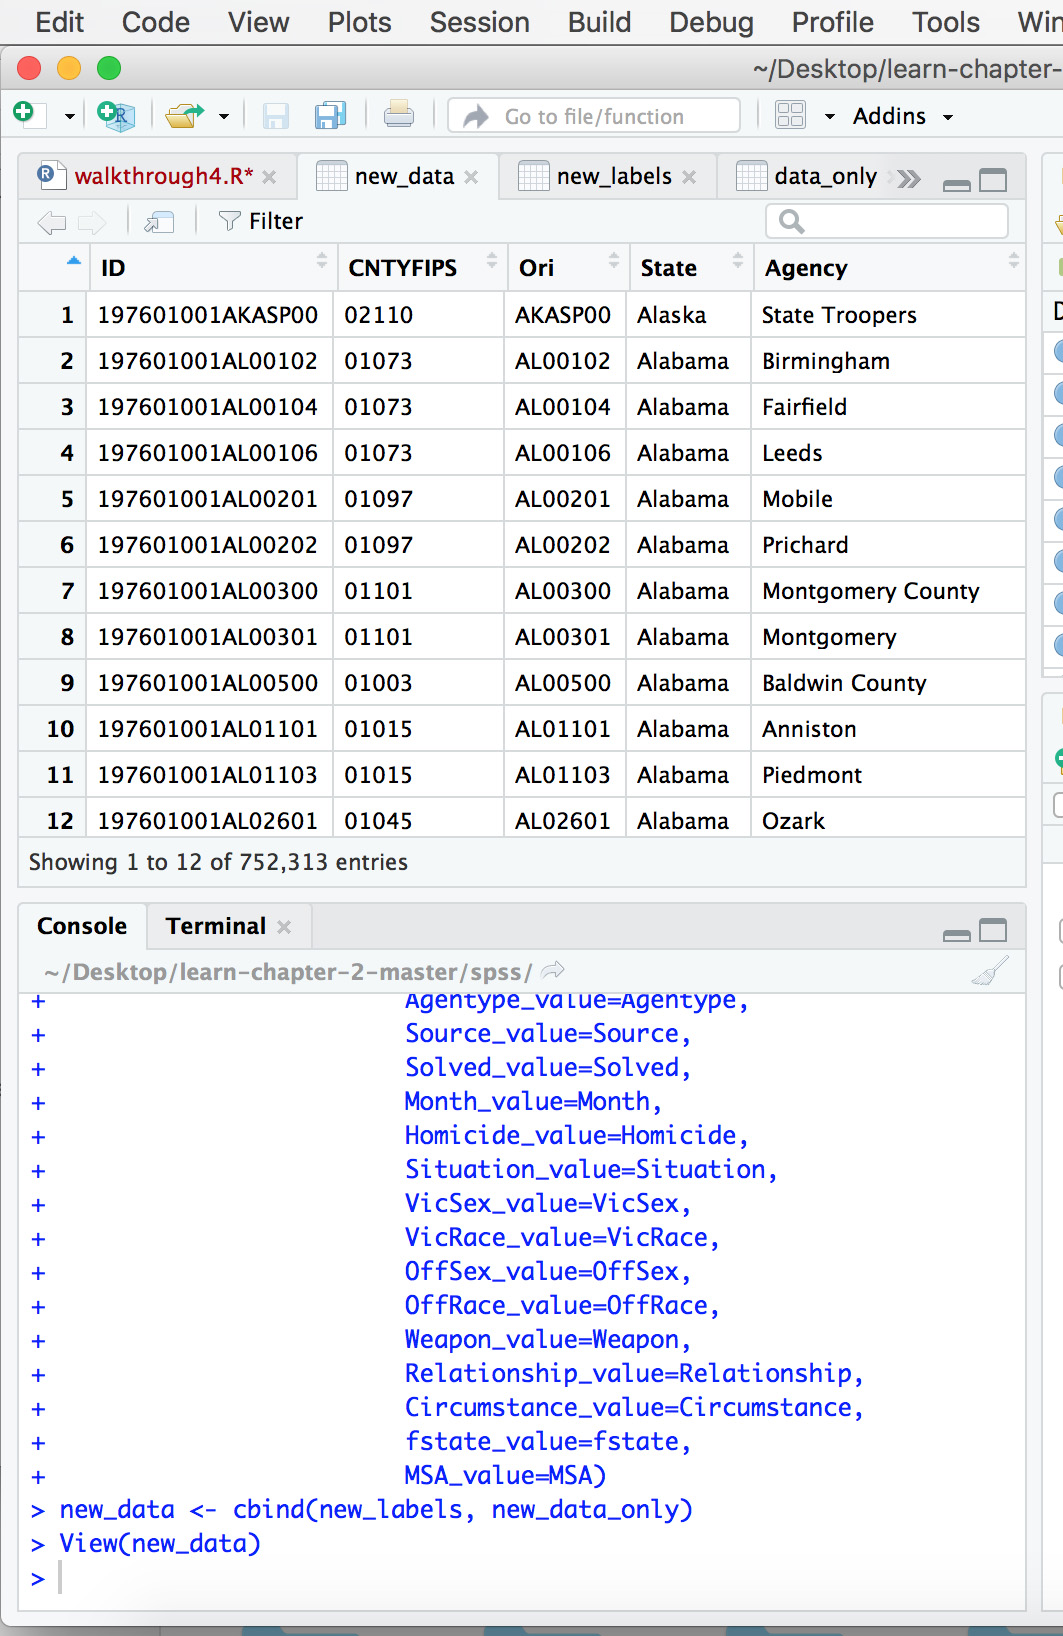 Edit Code View Plots Session Build Debug Profile Tools
~/Desktop/learn-chapter-
Go to file/function Addins
walkthrough4.R* new_data new_labels data_only
Filter
ID CNTYFIPS Ori State Agency
1 197601001AKASP00 02110 AKASP00 Alaska State Troopers
2 197601001AL00102 01073 AL00102 Alabama Birmingham
3 197601001AL00104 01073 AL00104 Alabama Fairfield
4 197601001AL00106 01073 AL00106 Alabama Leeds
5 197601001AL00201 01097 AL00201 Alabama Mobile
6 197601001AL00202 01097 AL00202 Alabama Prichard
7 197601001AL00300 01101 AL00300 Alabama Montgomery County
8 197601001AL00301 01101 AL00301 Alabama Montgomery
9 197601001AL00500 01003 AL00500 Alabama Baldwin County
10 197601001AL01101 01015 AL01101 Alabama Anniston
11 197601001AL01103 01015 AL01103 Alabama Piedmont
12 197601001AL02601 01045 AL02601 Alabama Ozark
Showing 1 to 12 of 752,313 entries
Console Terminal
~/Desktop/learn-chapter-2-master/spss/
+ Agentype_value=Agentype,
+ Source_value=Source,
+ Solved_value=Solved,
+ Month_value=Month,
+ Homicide_value=Homicide,
+ Situation_value=Situation,
+ VicSex_value=VicSex,
+ VicRace_value=VicRace,
+ OffSex_value=OffSex,
+ OffRace_value=OffRace,
+ Weapon_value=Weapon,
+ Relationship_value=Relationship,
+ Circumstance_value=Circumstance,
+ fstate_value=fstate,
+ MSA_value=MSA)
> new_data <- cbind(new_labels, new_data_only)
> View(new_data)
>